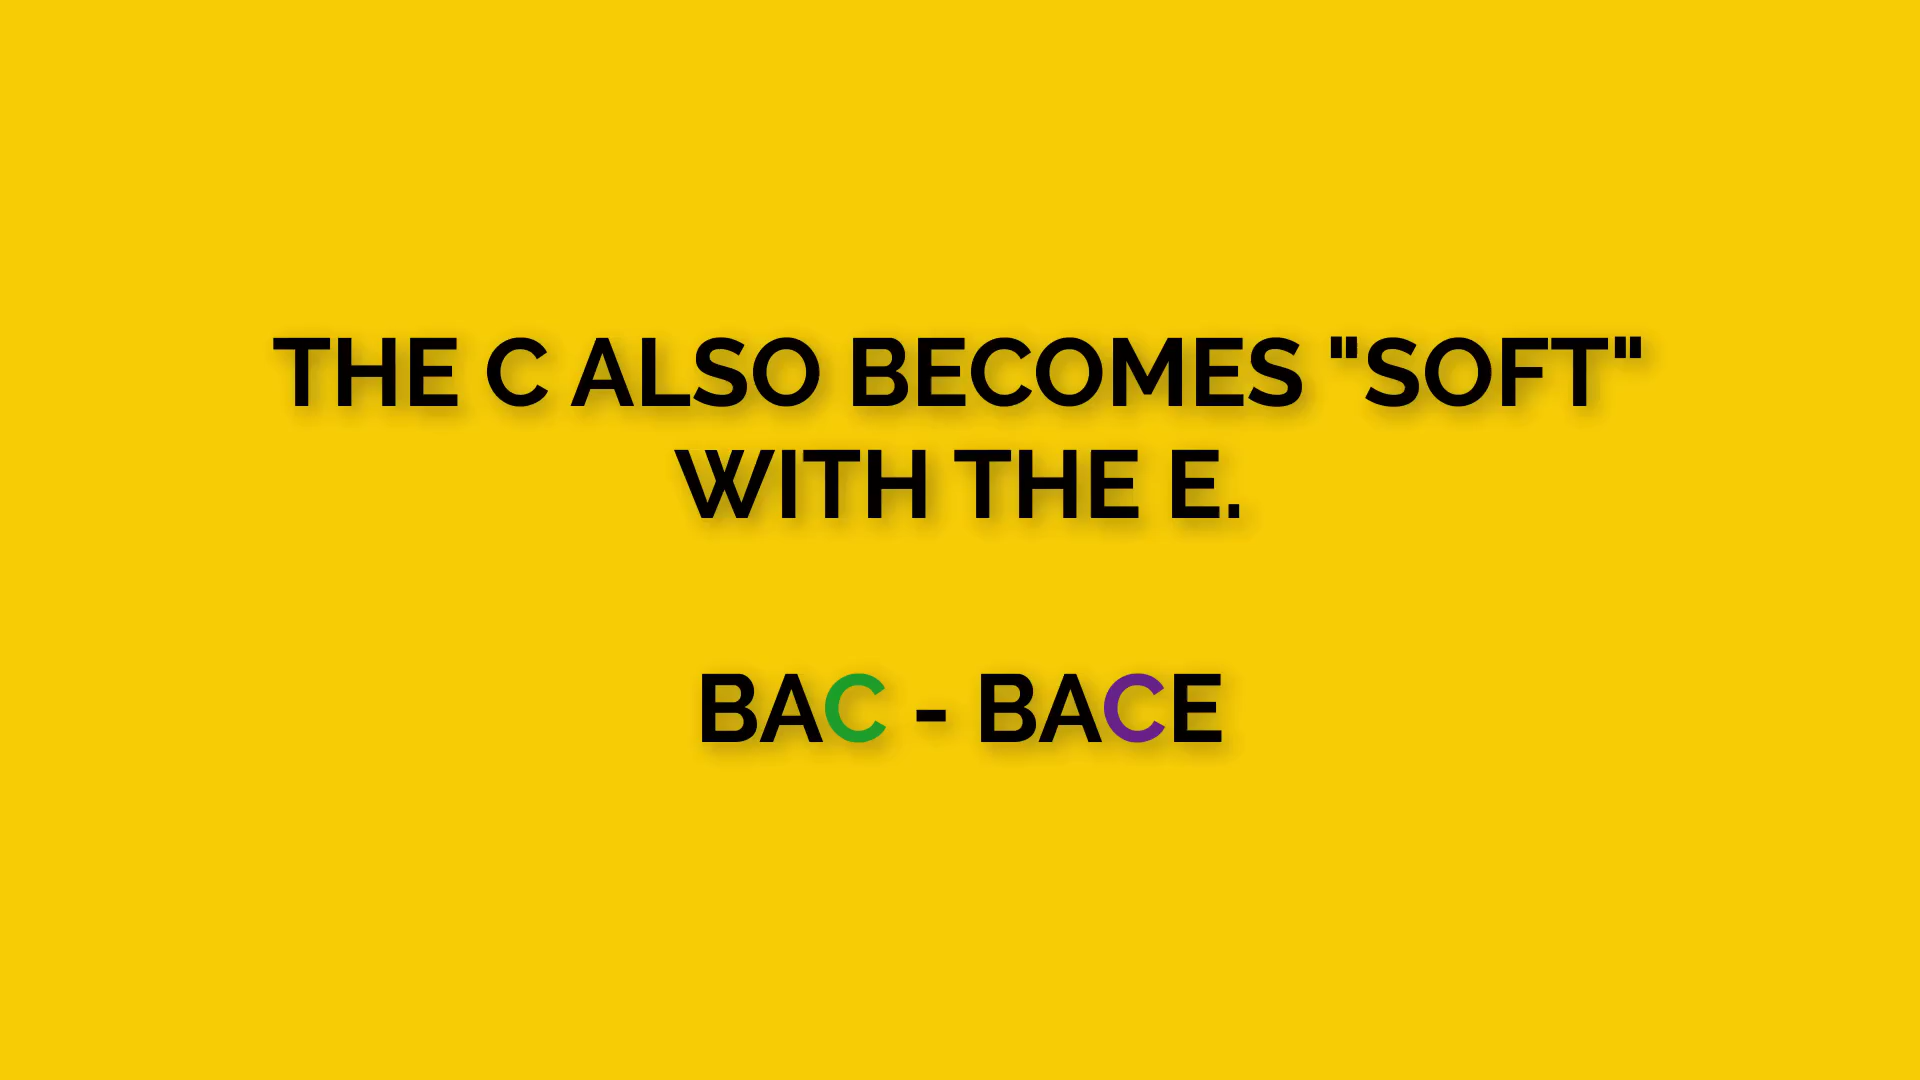 THE C ALSO BECOMES "SOFT"
WITH THE E.
BAC - BACE